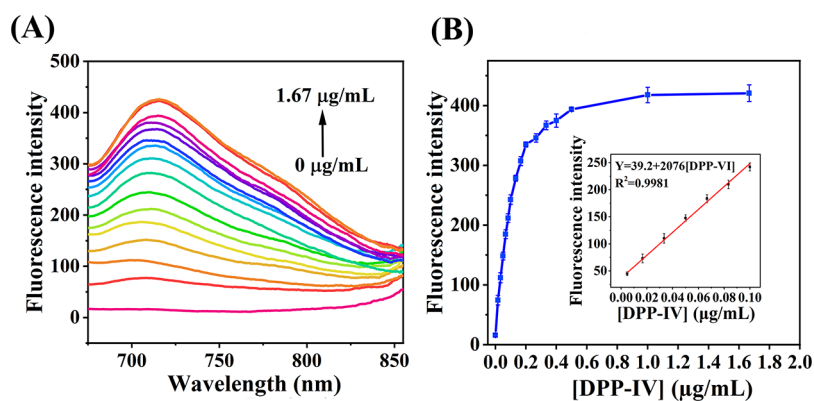 (A)
500
400
300
200
100
0
Fluorescence intensity
1.67 μg/mL
0 μg/mL
700
750
800
850
Wavelength (nm)
(B)
400
300
200
100
0
Fluorescence intensity
0.0 0.2 0.4 0.6 0.8 1.0 1.2 1.4 1.6 1.8 2.0
[DPP-IV] (μg/mL)
Y=39.2+2076[DPP-VI]
R²=0.9981
250
200
150
100
50
Fluorescence intensity
0.00 0.02 0.04 0.06 0.08 0.10
[DPP-IV] (μg/mL)